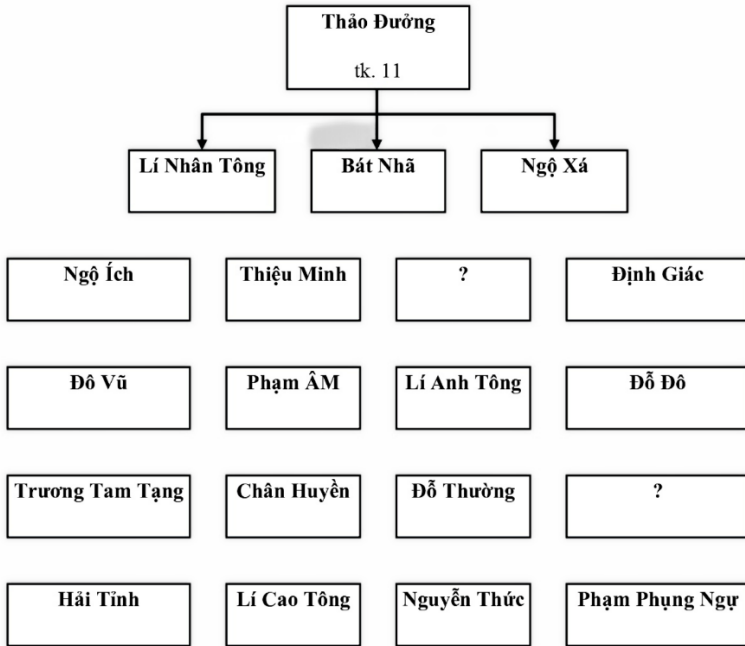 Thảo Đưởng
tk. 11
Lí Nhân Tông
Bát Nhã
Ngộ Xá
Ngộ Ích
Thiệu Minh
?
Định Giác
Đô Vũ
Phạm ÂM
Lí Anh Tông
Đỗ Đô
Trương Tam Tạng
Chân Huyền
Đỗ Thường
?
Hải Tỉnh
Lí Cao Tông
Nguyễn Thức
Phạm Phụng Ngự